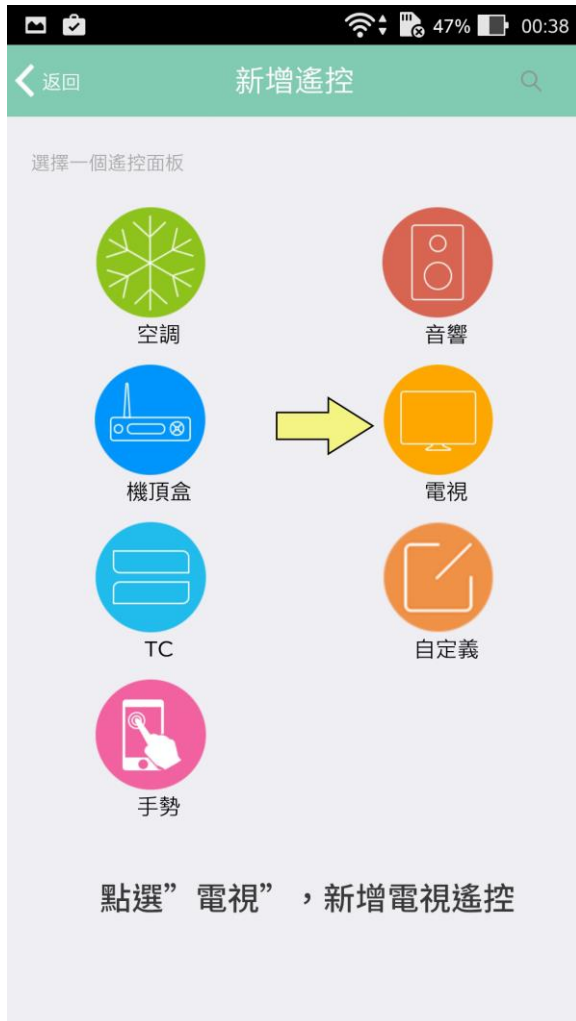 47% 00:38
返回 新增遙控
選擇一個遙控面板
空調 音響
機頂盒 電視
TC 自定義
手勢
點選”電視”，新增電視遙控